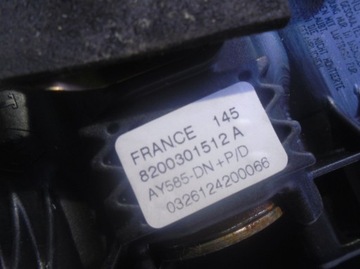 FRANCE 145
8200301512 A
AY585-DN + P/D
0326124200066